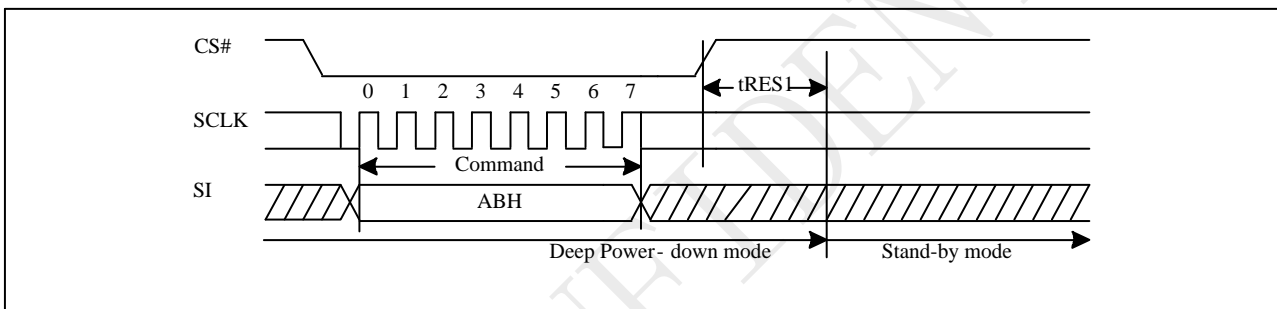 CS#
tRES1
0 1 2 3 4 5 6 7
SCLK
Command
SI
ABH
Deep Power- down mode Stand-by mode